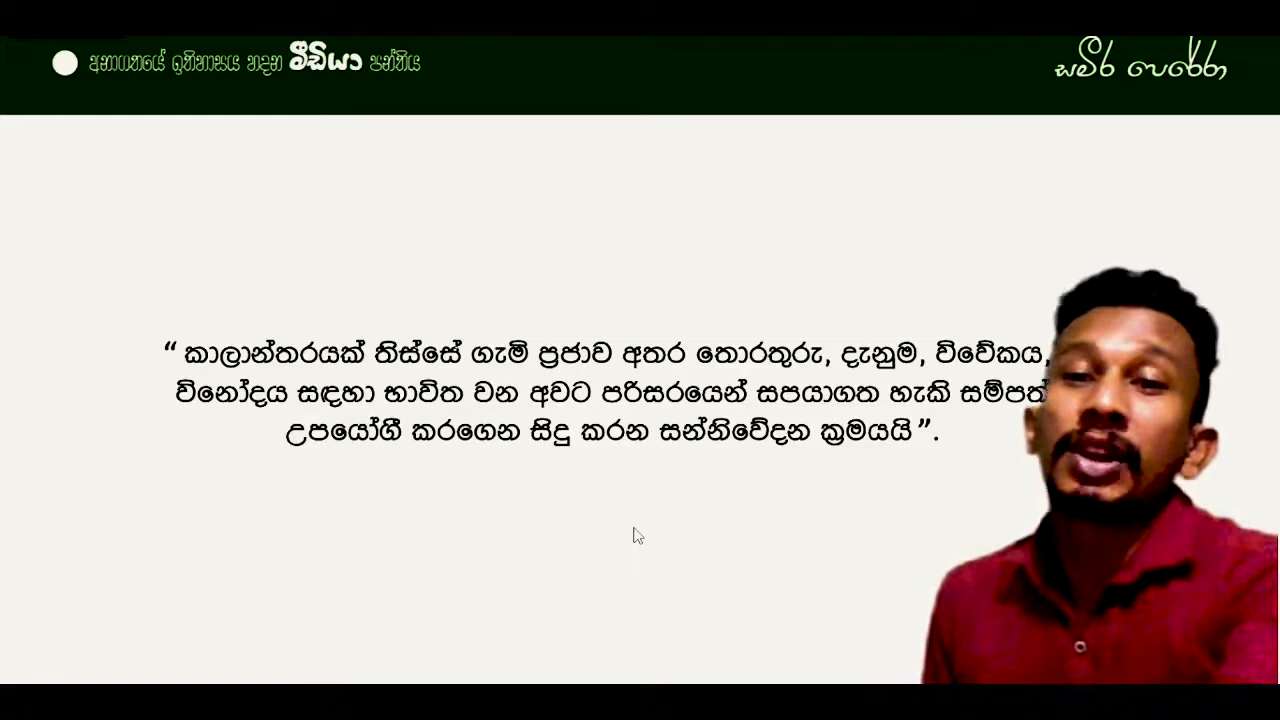 අනාගතයේ ඉතිහාසය හදන මීඩියා පන්තිය
සමීර පෙරේරා
“ කාලාන්තරයක් තිස්සේ ගැමි ප්‍රජාව අතර තොරතුරු, දැනුම, විවේකය,
විනෝදය සඳහා භාවිත වන අවට පරිසරයෙන් සපයාගත හැකි සම්පත්
උපයෝගී කරගෙන සිදු කරන සන්නිවේදන ක්‍රමයයි ”.